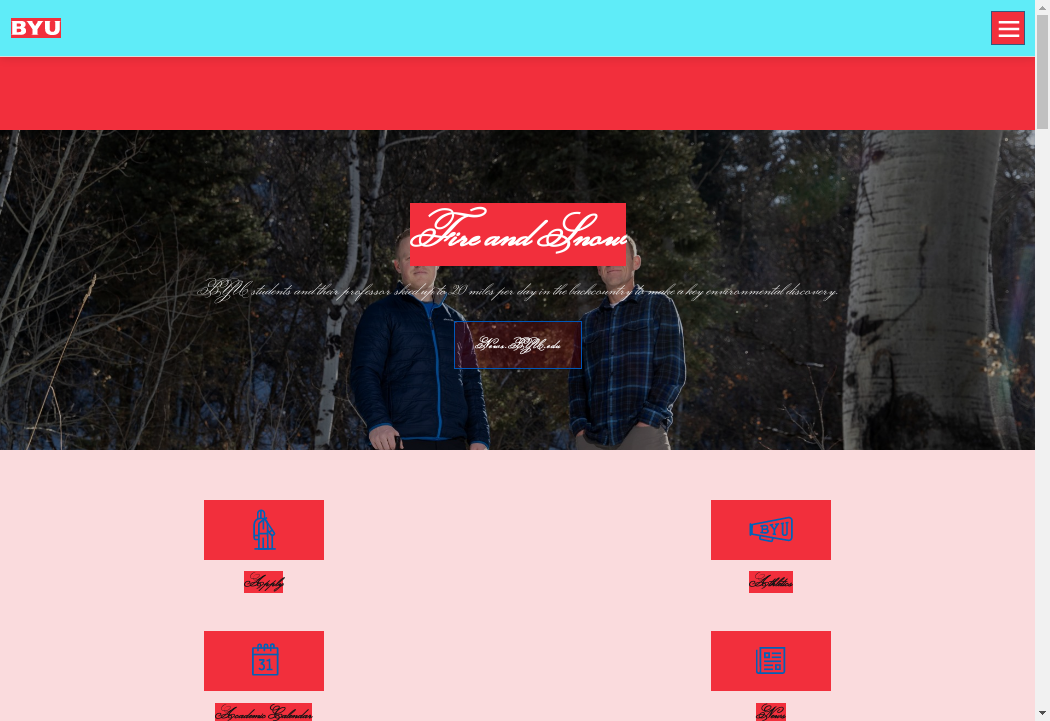 BYU
Fire and Snow
BYU students and their professor skied up to 20 miles per day in the backcountry to make a key environmental discovery.
News.BYU.edu
BYU
Apply
Athletics
31
Academic Calendar
News